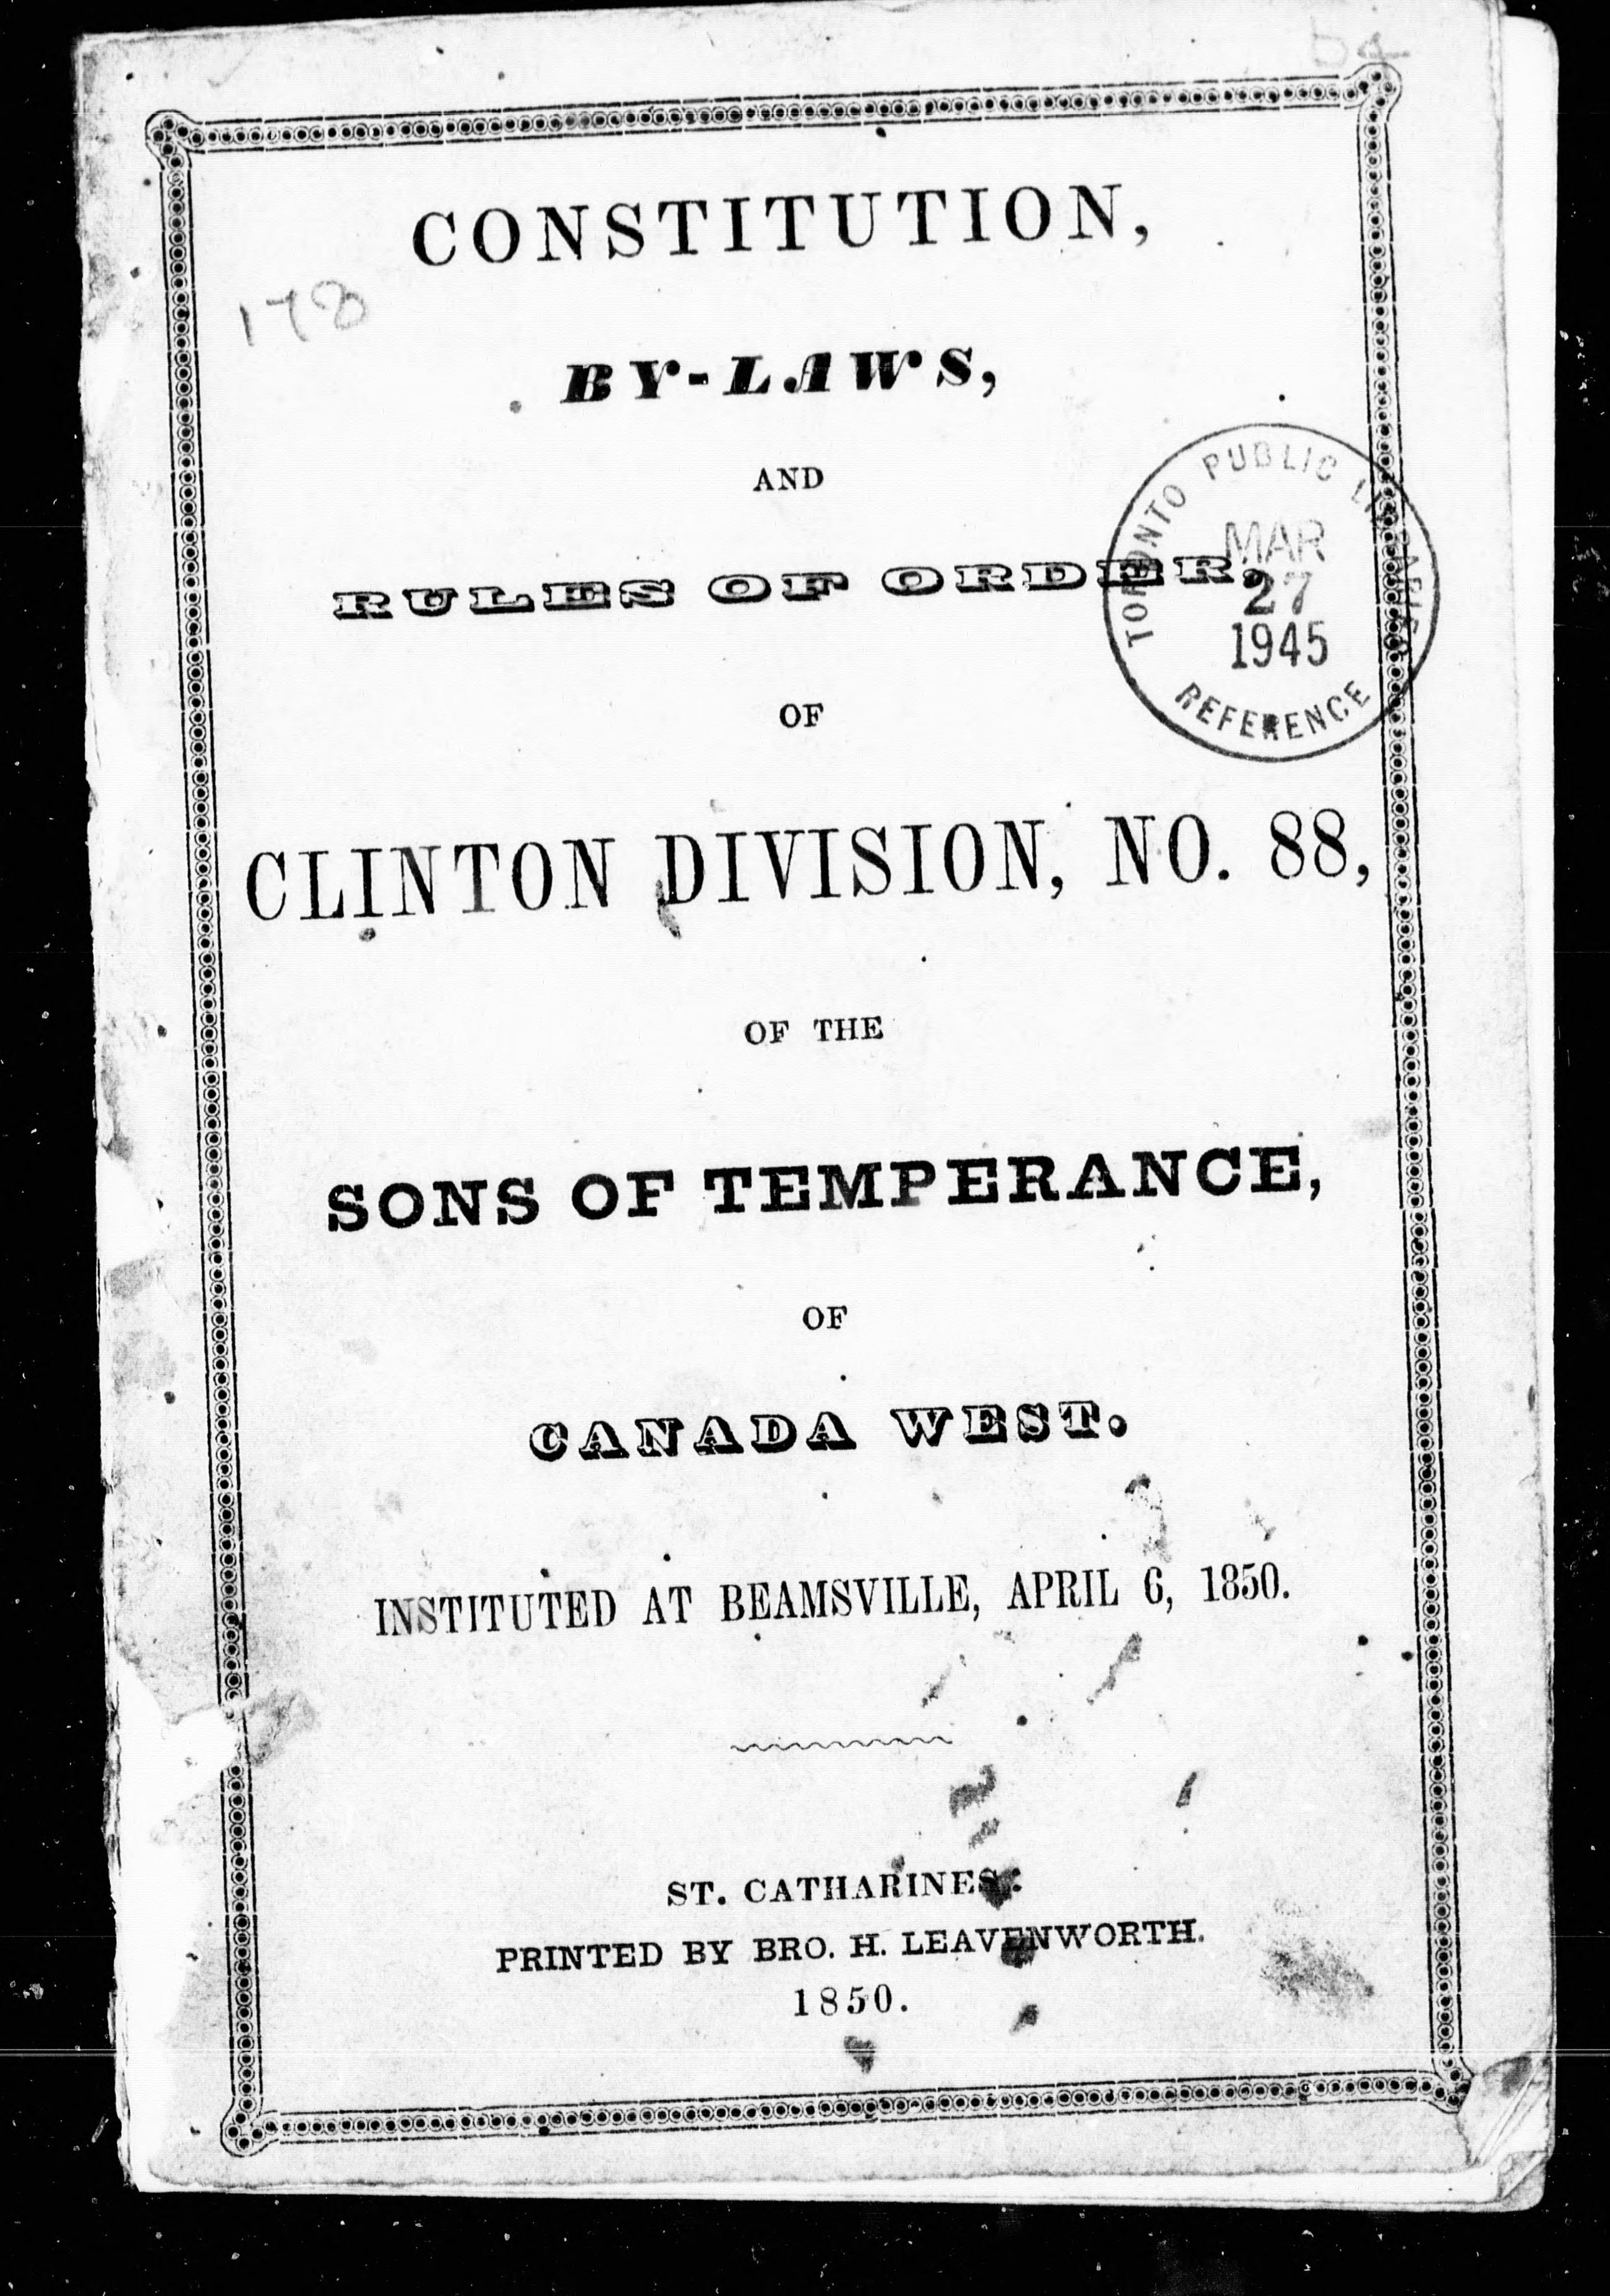 CONSTITUTION,
178
BY-LAWS,
AND
RULES OF ORDER
OF
CLINTON DIVISION, NO. 88,
OF THE
SONS OF TEMPERANCE,
OF
CANADA WEST.
INSTITUTED AT BEAMSVILLE, APRIL 6, 1850.
ST. CATHARINES:
PRINTED BY BRO. H. LEAVENWORTH.
1850.
TORONTO PUBLIC LIBRARIES
MAR
27
1945
REFERENCE